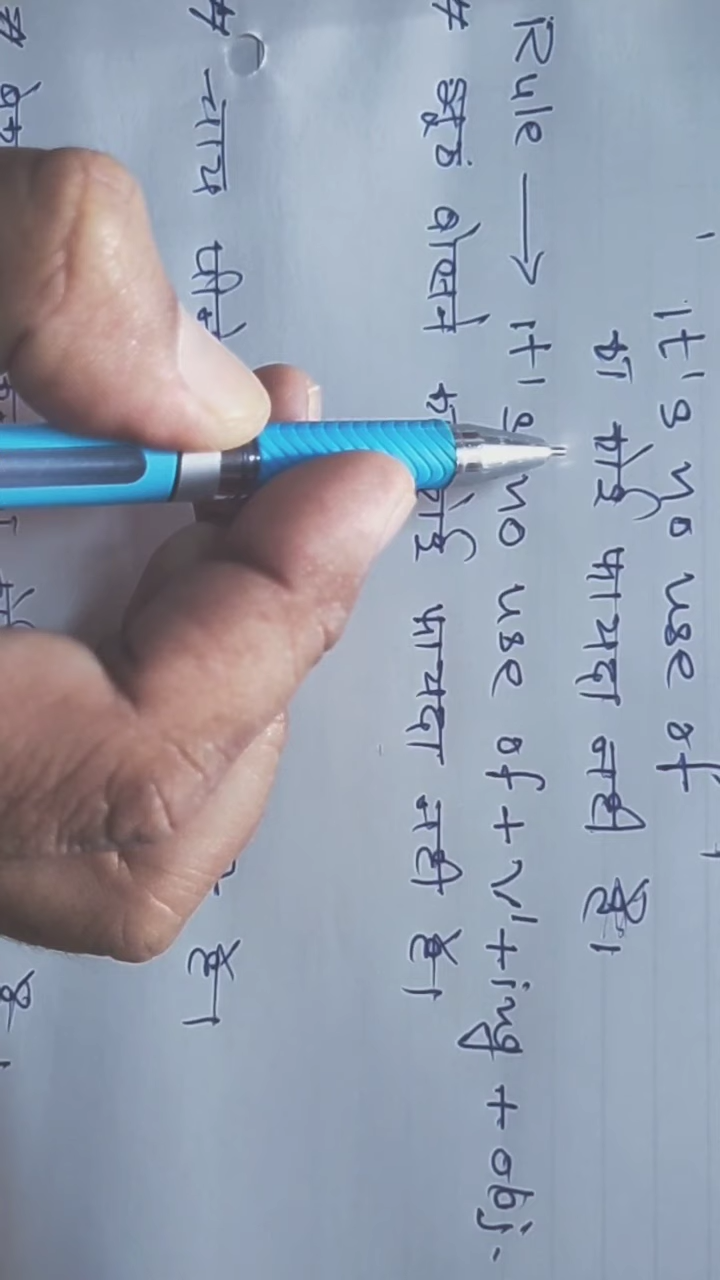 It's no use of
का कोई फायदा नही है।
Rule → It's no use of + v¹ + ing + obj.
# झुठ बोलने का कोई फायदा नही है।
# चाय पीने है।
# है।